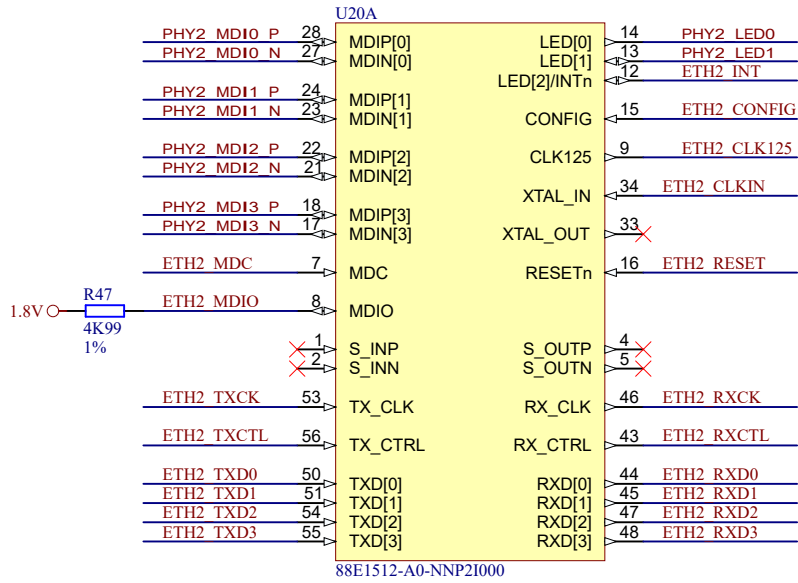 U20A
PHY2_MDI0_P 28 MDIP[0] LED[0] 14 PHY2_LED0
PHY2_MDI0_N 27 MDIN[0] LED[1] 13 PHY2_LED1
LED[2]/INTn 12 ETH2_INT
PHY2_MDI1_P 24 MDIP[1]
PHY2_MDI1_N 23 MDIN[1] CONFIG 15 ETH2_CONFIG
PHY2_MDI2_P 22 MDIP[2] CLK125 9 ETH2_CLK125
PHY2_MDI2_N 21 MDIN[2]
XTAL_IN 34 ETH2_CLKIN
PHY2_MDI3_P 18 MDIP[3]
PHY2_MDI3_N 17 MDIN[3] XTAL_OUT 33
ETH2_MDC 7 MDC RESETn 16 ETH2_RESET
R47
1.8V ETH2_MDIO 8 MDIO
4K99
1%
1 S_INP S_OUTP 4
2 S_INN S_OUTN 5
ETH2_TXCK 53 TX_CLK RX_CLK 46 ETH2_RXCK
ETH2_TXCTL 56 TX_CTRL RX_CTRL 43 ETH2_RXCTL
ETH2_TXD0 50 TXD[0] RXD[0] 44 ETH2_RXD0
ETH2_TXD1 51 TXD[1] RXD[1] 45 ETH2_RXD1
ETH2_TXD2 54 TXD[2] RXD[2] 47 ETH2_RXD2
ETH2_TXD3 55 TXD[3] RXD[3] 48 ETH2_RXD3
88E1512-A0-NNP2I000